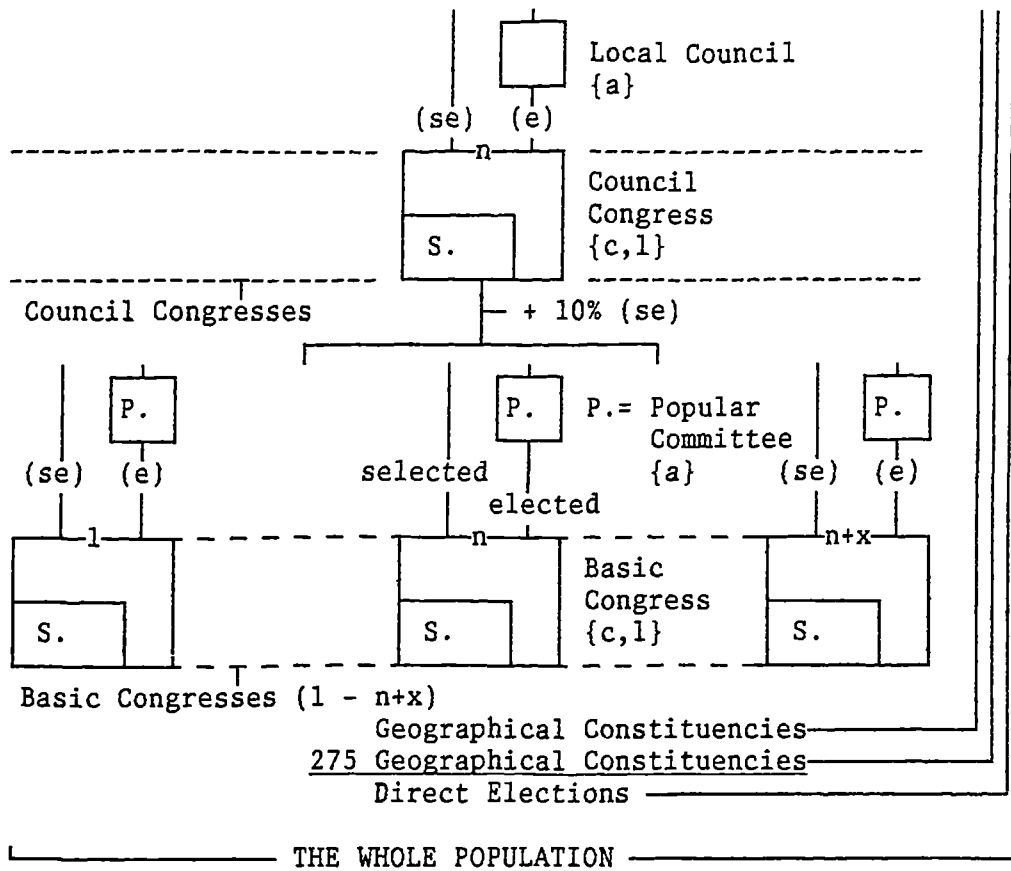 Local Council
{a}
(se) (e)
n
Council
Congress
{c,l}
S.
Council Congresses
+ 10% (se)
P. P. P.= Popular P.
Committee
(se) (e) selected {a} (se) (e)
elected
1 n n+x
Basic
Congress
{c,l}
S. S. S.
Basic Congresses (1 - n+x)
Geographical Constituencies
275 Geographical Constituencies
Direct Elections
THE WHOLE POPULATION